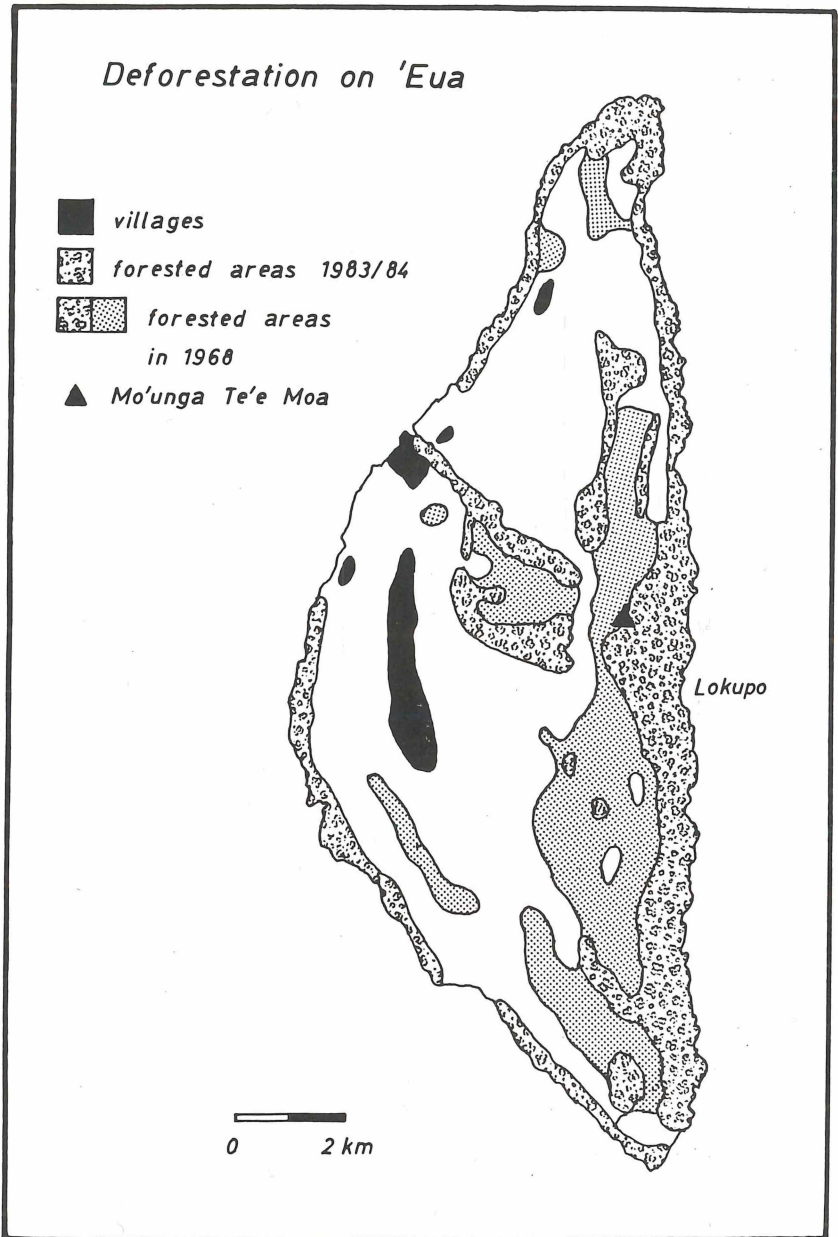 Deforestation on 'Eua
villages
forested areas 1983/84
forested areas
in 1968
Mo'unga Te'e Moa
Lokupo
0 2 km